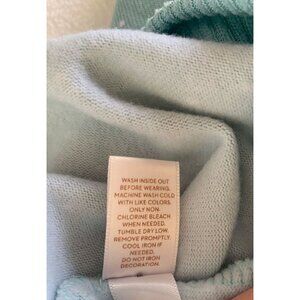 WASH INSIDE OUT
BEFORE WEARING.
MACHINE WASH COLD
WITH LIKE COLORS.
ONLY NON
CHLORINE BLEACH
WHEN NEEDED.
TUMBLE DRY LOW.
REMOVE PROMPTLY.
COOL IRON IF
NEEDED.
DO NOT IRON
DECORATION.